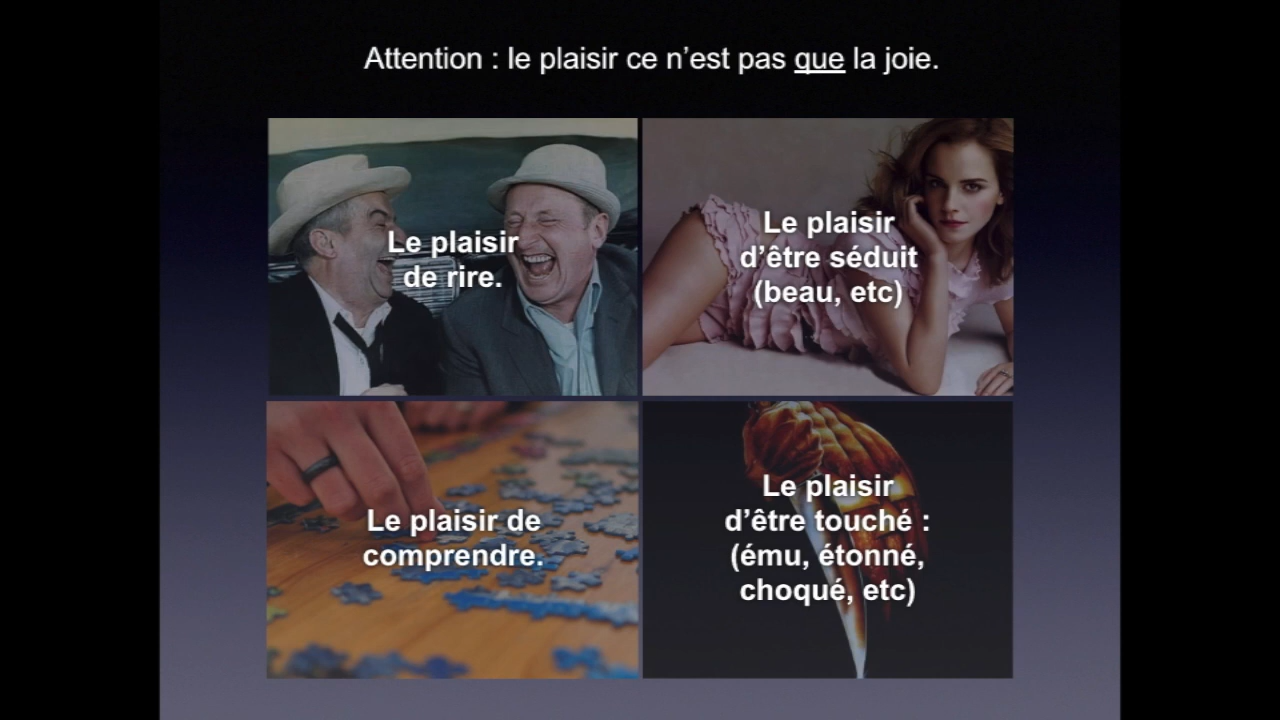 Attention : le plaisir ce n’est pas que la joie.
Le plaisir
de rire.
Le plaisir
d’être séduit
(beau, etc)
Le plaisir de
comprendre.
Le plaisir
d’être touché :
(ému, étonné,
choqué, etc)